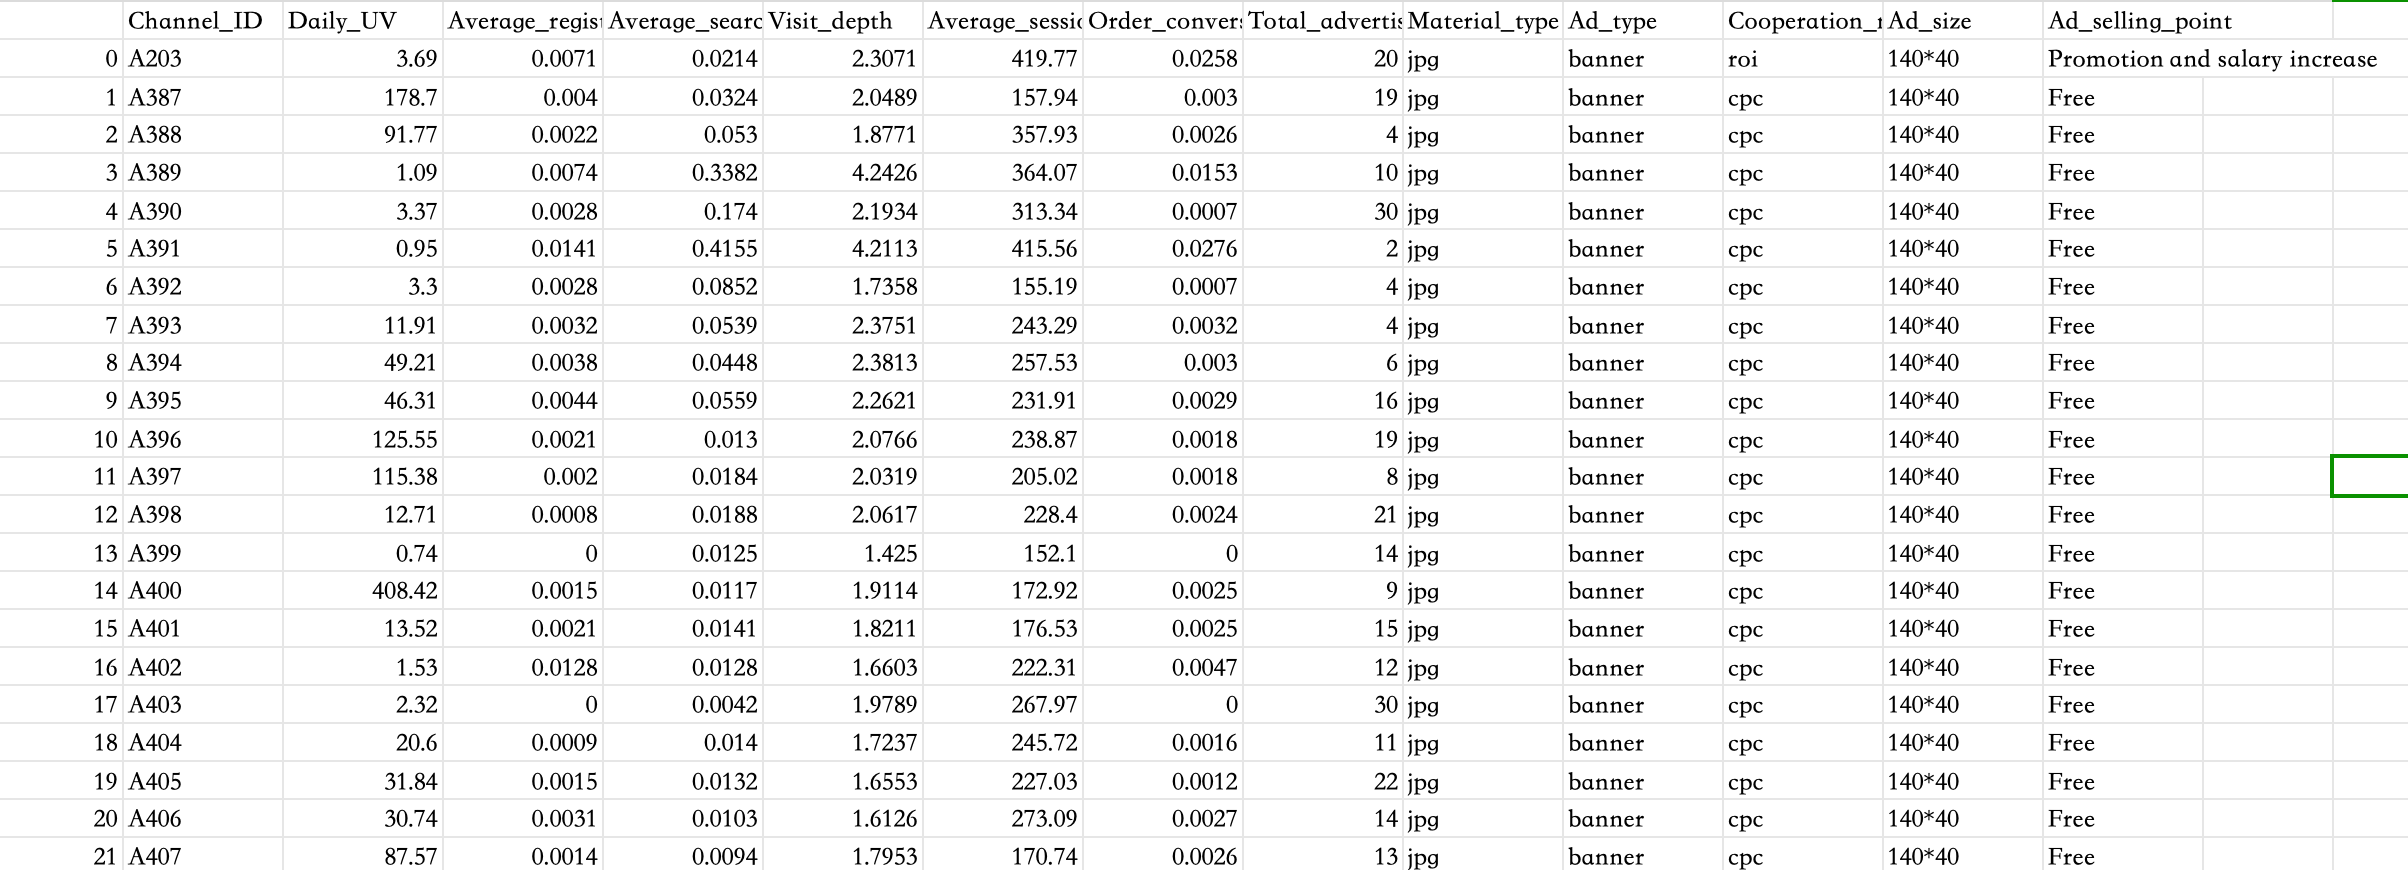 Channel_ID Daily_UV Average_regist Average_searc Visit_depth Average_sessio Order_convers Total_advertis Material_type Ad_type Cooperation_r Ad_size Ad_selling_point
0 A203 3.69 0.0071 0.0214 2.3071 419.77 0.0258 20 jpg banner roi 140*40 Promotion and salary increase
1 A387 178.7 0.004 0.0324 2.0489 157.94 0.003 19 jpg banner cpc 140*40 Free
2 A388 91.77 0.0022 0.053 1.8771 357.93 0.0026 4 jpg banner cpc 140*40 Free
3 A389 1.09 0.0074 0.3382 4.2426 364.07 0.0153 10 jpg banner cpc 140*40 Free
4 A390 3.37 0.0028 0.174 2.1934 313.34 0.0007 30 jpg banner cpc 140*40 Free
5 A391 0.95 0.0141 0.4155 4.2113 415.56 0.0276 2 jpg banner cpc 140*40 Free
6 A392 3.3 0.0028 0.0852 1.7358 155.19 0.0007 4 jpg banner cpc 140*40 Free
7 A393 11.91 0.0032 0.0539 2.3751 243.29 0.0032 4 jpg banner cpc 140*40 Free
8 A394 49.21 0.0038 0.0448 2.3813 257.53 0.003 6 jpg banner cpc 140*40 Free
9 A395 46.31 0.0044 0.0559 2.2621 231.91 0.0029 16 jpg banner cpc 140*40 Free
10 A396 125.55 0.0021 0.013 2.0766 238.87 0.0018 19 jpg banner cpc 140*40 Free
11 A397 115.38 0.002 0.0184 2.0319 205.02 0.0018 8 jpg banner cpc 140*40 Free
12 A398 12.71 0.0008 0.0188 2.0617 228.4 0.0024 21 jpg banner cpc 140*40 Free
13 A399 0.74 0 0.0125 1.425 152.1 0 14 jpg banner cpc 140*40 Free
14 A400 408.42 0.0015 0.0117 1.9114 172.92 0.0025 9 jpg banner cpc 140*40 Free
15 A401 13.52 0.0021 0.0141 1.8211 176.53 0.0025 15 jpg banner cpc 140*40 Free
16 A402 1.53 0.0128 0.0128 1.6603 222.31 0.0047 12 jpg banner cpc 140*40 Free
17 A403 2.32 0 0.0042 1.9789 267.97 0 30 jpg banner cpc 140*40 Free
18 A404 20.6 0.0009 0.014 1.7237 245.72 0.0016 11 jpg banner cpc 140*40 Free
19 A405 31.84 0.0015 0.0132 1.6553 227.03 0.0012 22 jpg banner cpc 140*40 Free
20 A406 30.74 0.0031 0.0103 1.6126 273.09 0.0027 14 jpg banner cpc 140*40 Free
21 A407 87.57 0.0014 0.0094 1.7953 170.74 0.0026 13 jpg banner cpc 140*40 Free